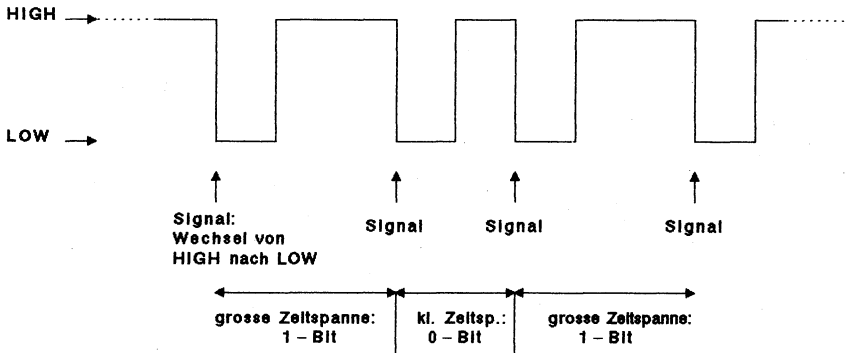 HIGH
LOW
Signal:
Wechsel von
HIGH nach LOW
Signal
Signal
Signal
grosse Zeitspanne:
1 – Bit
kl. Zeitsp.:
0 – Bit
grosse Zeitspanne:
1 – Bit